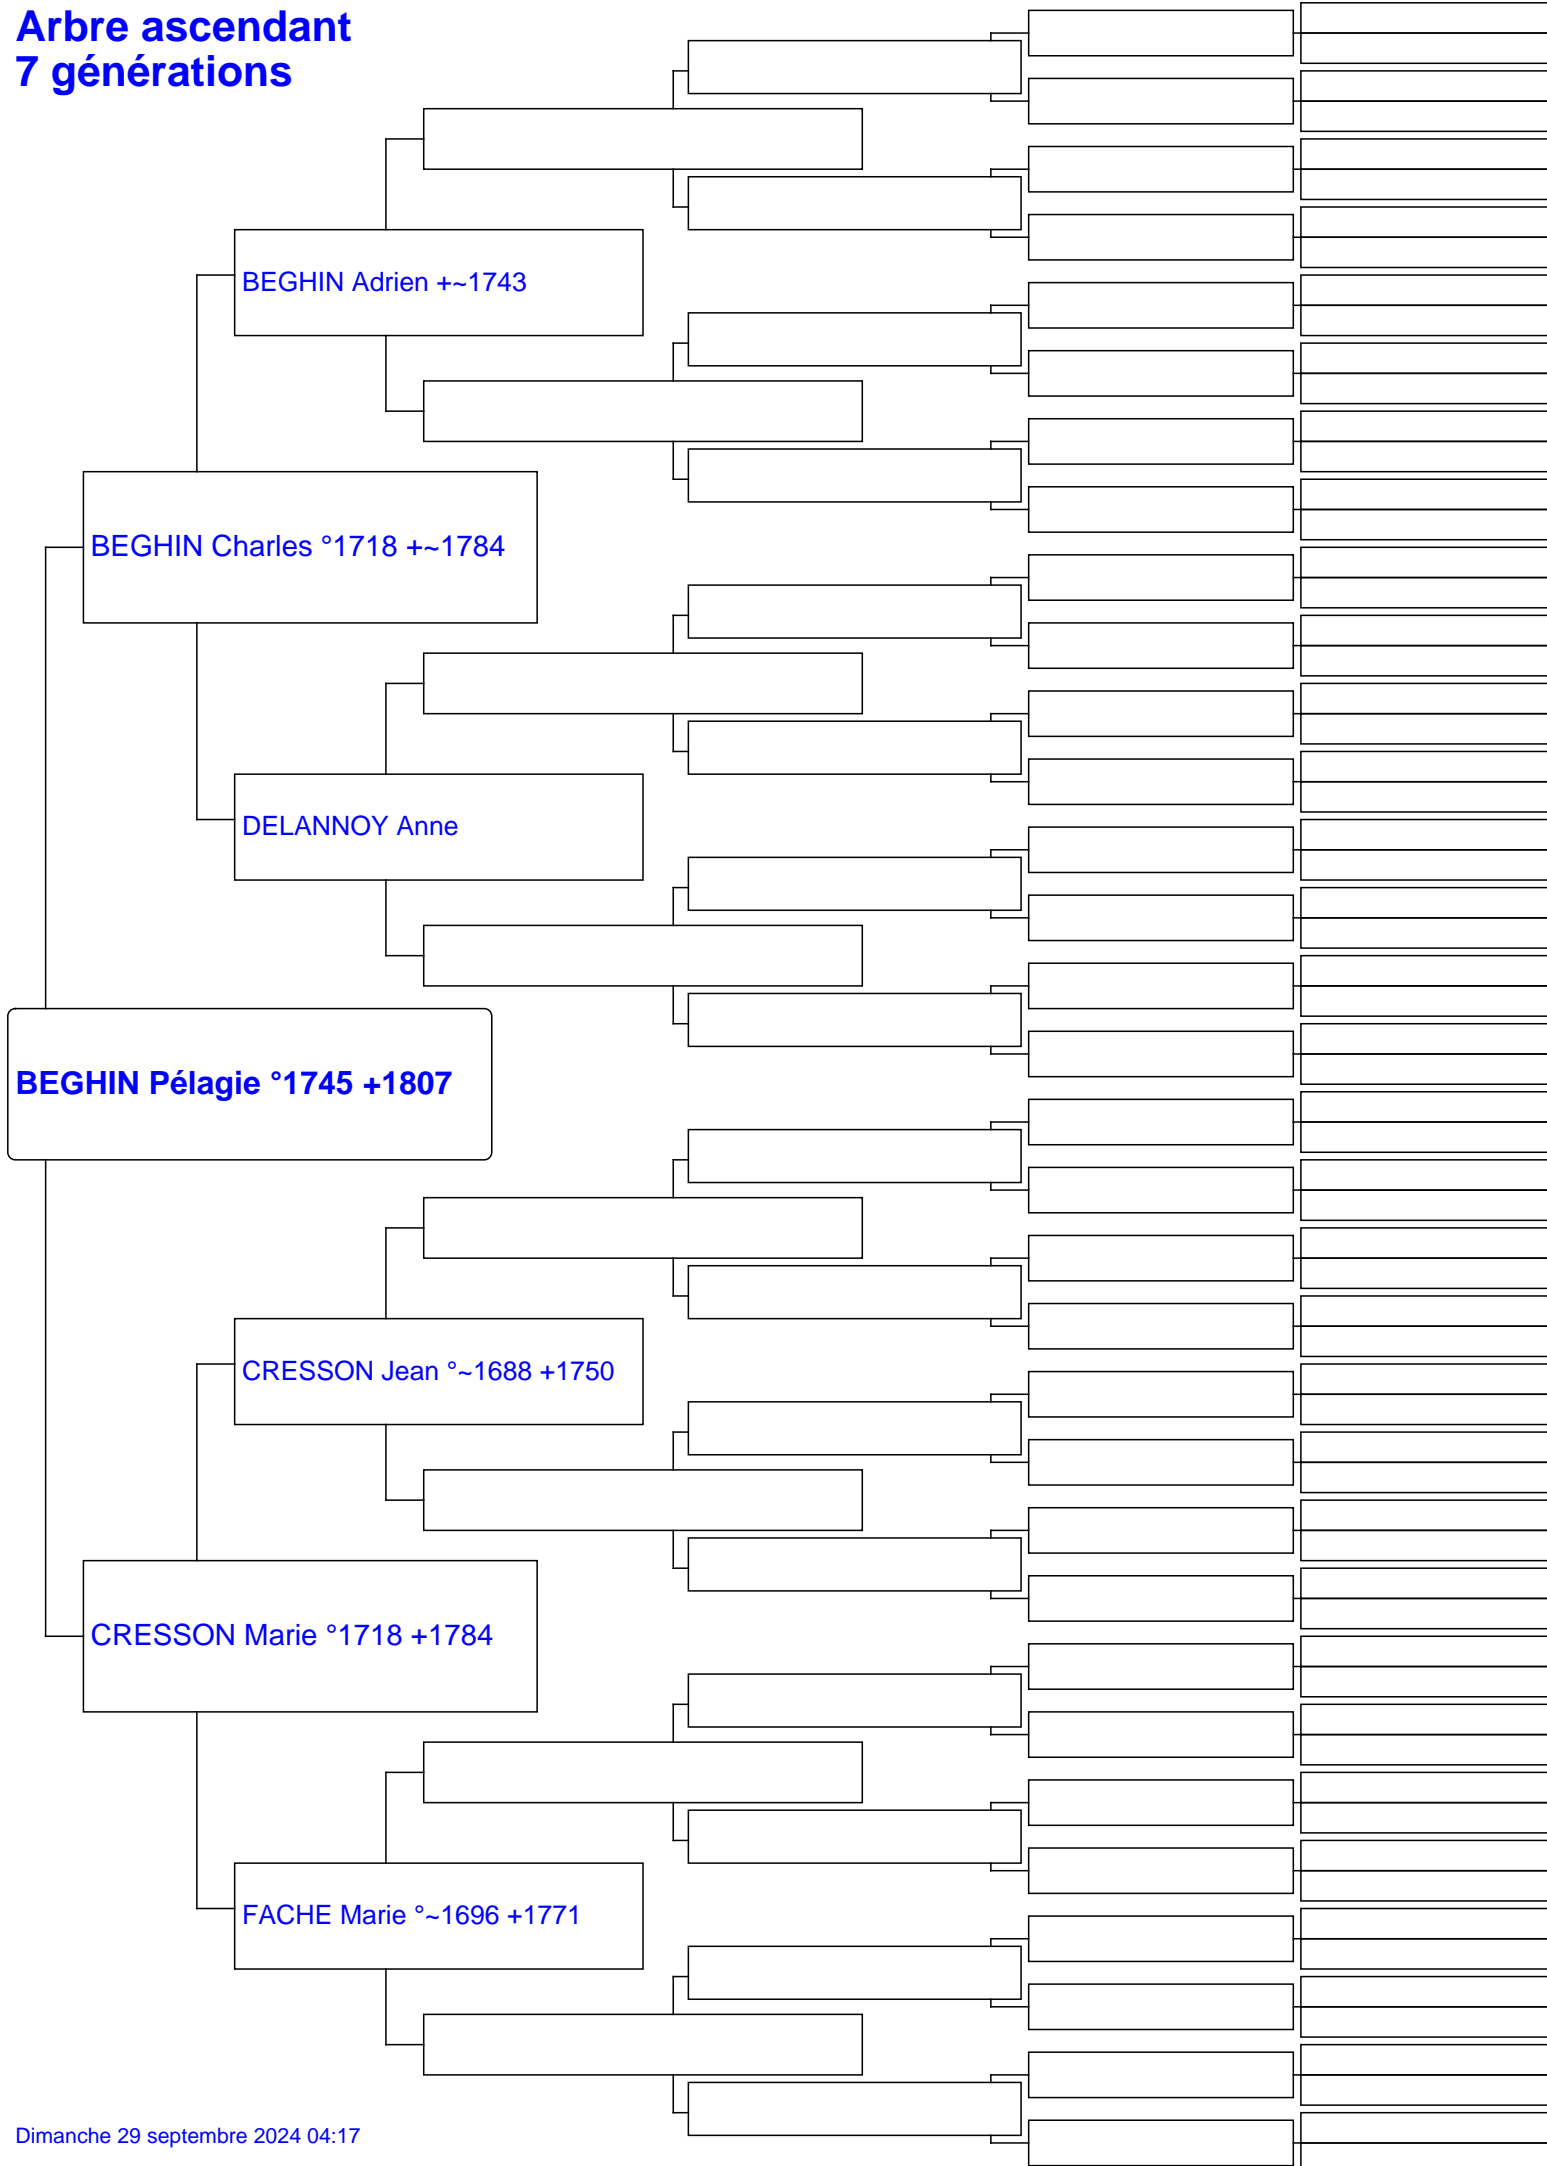 Arbre ascendant
7 générations
BEGHIN Adrien +~1743
BEGHIN Charles °1718 +~1784
DELANNOY Anne
BEGHIN Pélagie °1745 +1807
CRESSON Jean °~1688 +1750
CRESSON Marie °1718 +1784
FACHE Marie °~1696 +1771
Dimanche 29 septembre 2024 04:17